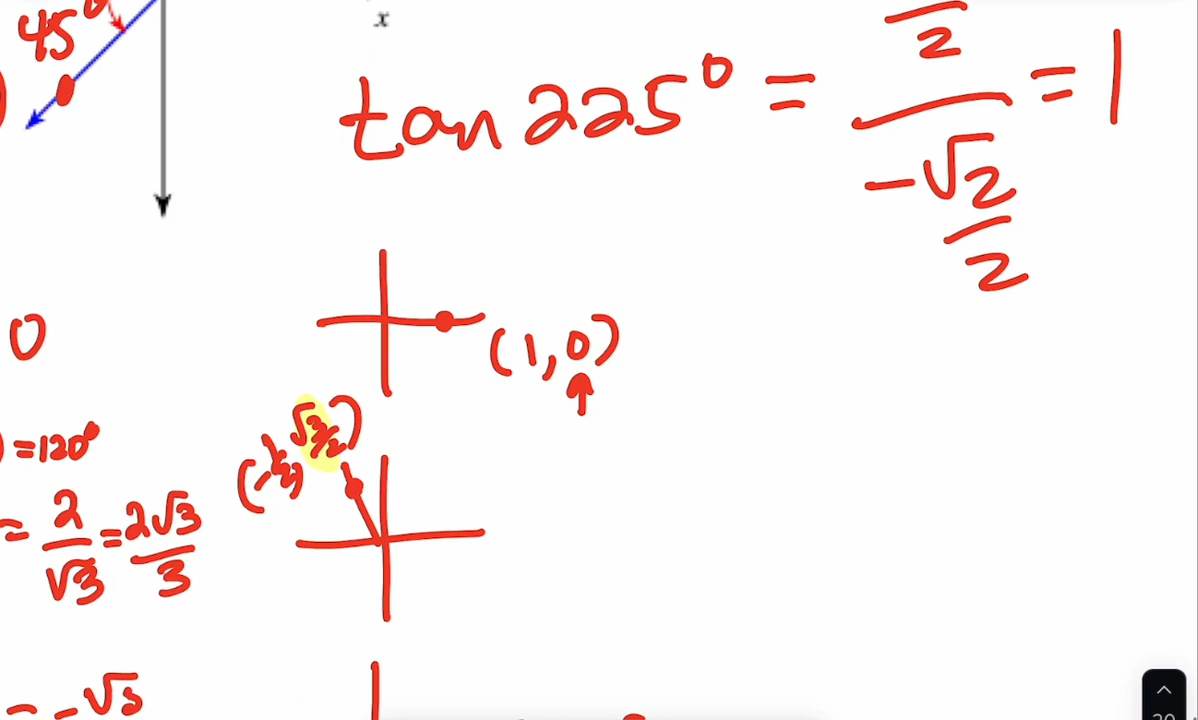 45°
x
tan 225° = 2/(-√2/2) = 1
0
(1, 0)
(-1/2, √3/2)
=120°
= 2/√3 = 2√3/3
= -√3